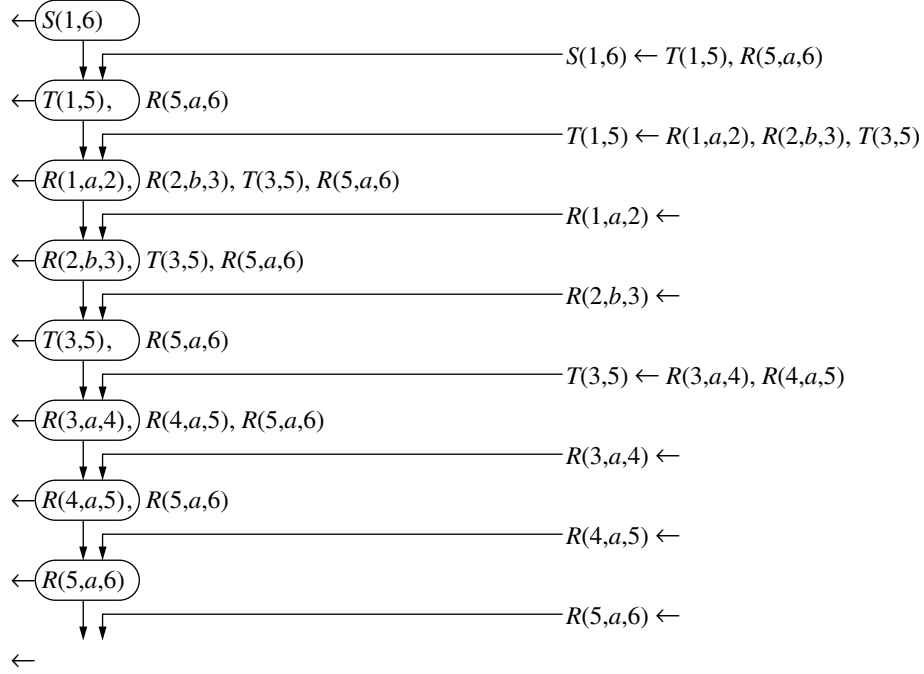 ← S(1,6)
S(1,6) ← T(1,5), R(5,a,6)
← T(1,5), R(5,a,6)
T(1,5) ← R(1,a,2), R(2,b,3), T(3,5)
← R(1,a,2), R(2,b,3), T(3,5), R(5,a,6)
R(1,a,2) ←
← R(2,b,3), T(3,5), R(5,a,6)
R(2,b,3) ←
← T(3,5), R(5,a,6)
T(3,5) ← R(3,a,4), R(4,a,5)
← R(3,a,4), R(4,a,5), R(5,a,6)
R(3,a,4) ←
← R(4,a,5), R(5,a,6)
R(4,a,5) ←
← R(5,a,6)
R(5,a,6) ←
←